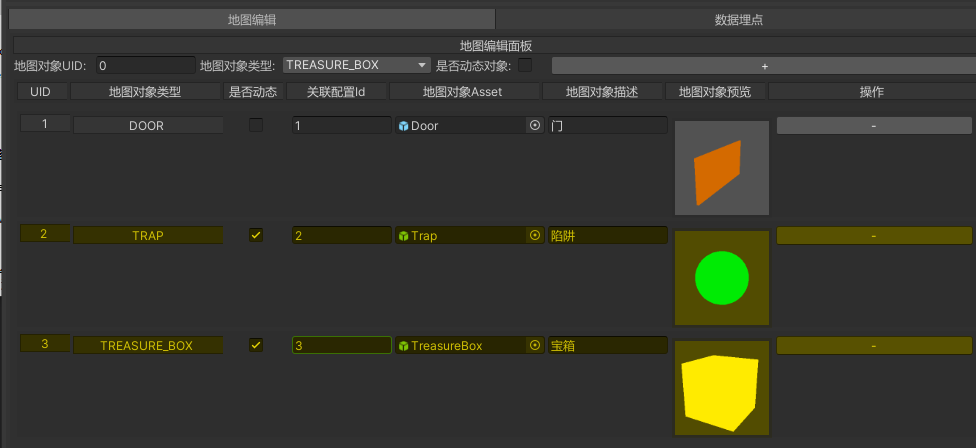 地图编辑 数据埋点
地图编辑面板
地图对象UID: 0 地图对象类型: TREASURE_BOX 是否动态对象: +
UID 地图对象类型 是否动态 关联配置Id 地图对象Asset 地图对象描述 地图对象预览 操作
1 DOOR 1 Door 门 -
2 TRAP 2 Trap 陷阱 -
3 TREASURE_BOX 3 TreasureBox 宝箱 -